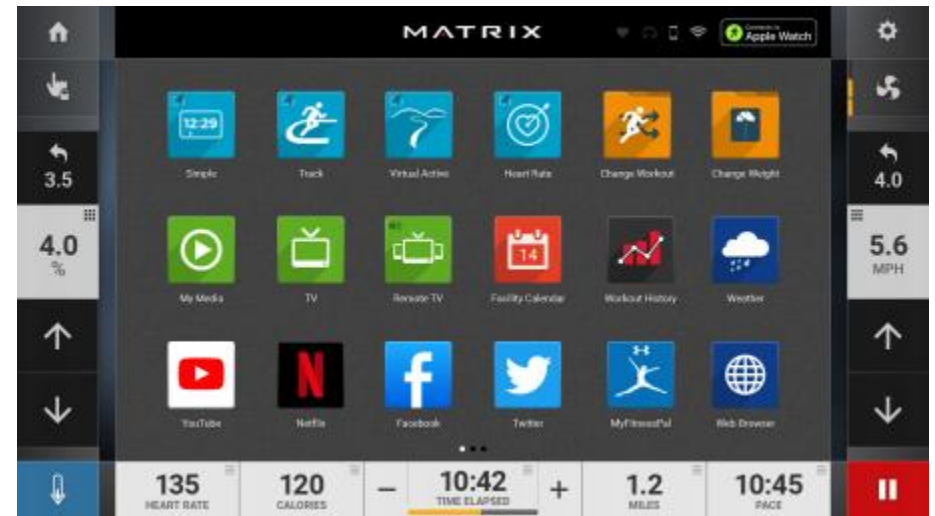 MATRIX
Connects to
Apple Watch
3.5
4.0
12:29
Simple
Track
Virtual Active
Heart Rate
Change Workout
Change Weight
4.0
%
5.6
MPH
14
My Media
TV
Remote TV
Facility Calendar
Workout History
Weather
YouTube
Netflix
Facebook
Twitter
MyFitnessPal
Web Browser
135
HEART RATE
120
CALORIES
10:42
TIME ELAPSED
1.2
MILES
10:45
PACE